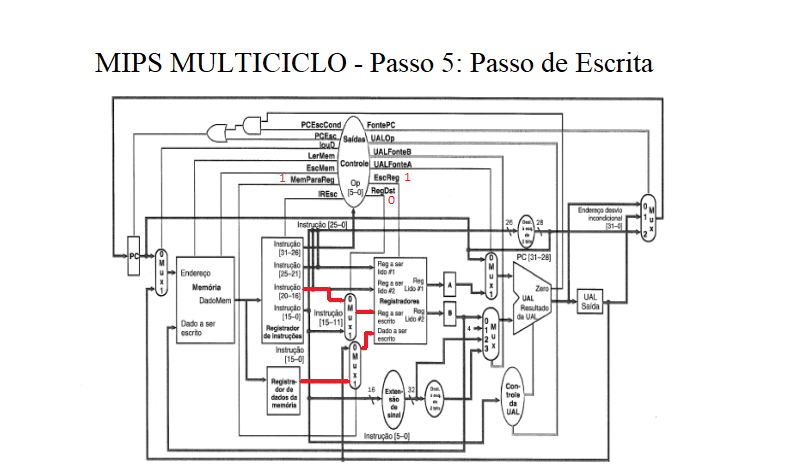 MIPS MULTICICLO - Passo 5: Passo de Escrita
PCEscCond
PCEsc
IouD
LerMem
EscMem
1 MemParaReg
IREsc
Saídas
Controle
Op
[5–0]
FontePC
UALOp
UALFonteB
UALFonteA
EscReg 1
RegDst
0
Instrução [25–0]
26
28
Desl.
à esq.
de
2 bits
Endereço desvio
incondicional
[31–0]
PC [31–28]
0
1
2
M
u
x
PC
0
M
u
x
1
Endereço
Memória
DadoMem
Dado a ser
escrito
Instrução
[31–26]
Instrução
[25–21]
Instrução
[20–16]
Instrução
[15–0]
Registrador
de instruções
Instrução
[15–11]
Instrução
[15–0]
Registra-
dor de
dados da
memória
0
M
u
x
1
0
M
u
x
1
Reg a ser
lido #1
Reg a ser
lido #2
Registradores
Reg a ser
escrito
Dado a ser
escrito
Reg
Lido #1
Reg
Lido #2
A
B
0
M
u
x
1
4
0
1
2
3
M
u
x
Zero
UAL
Resultado
da UAL
UAL
Saída
16
Exten-
são
de
sinal
32
Desl.
à esq.
de
2 bits
Con-
trole
da
UAL
Instrução [5–0]